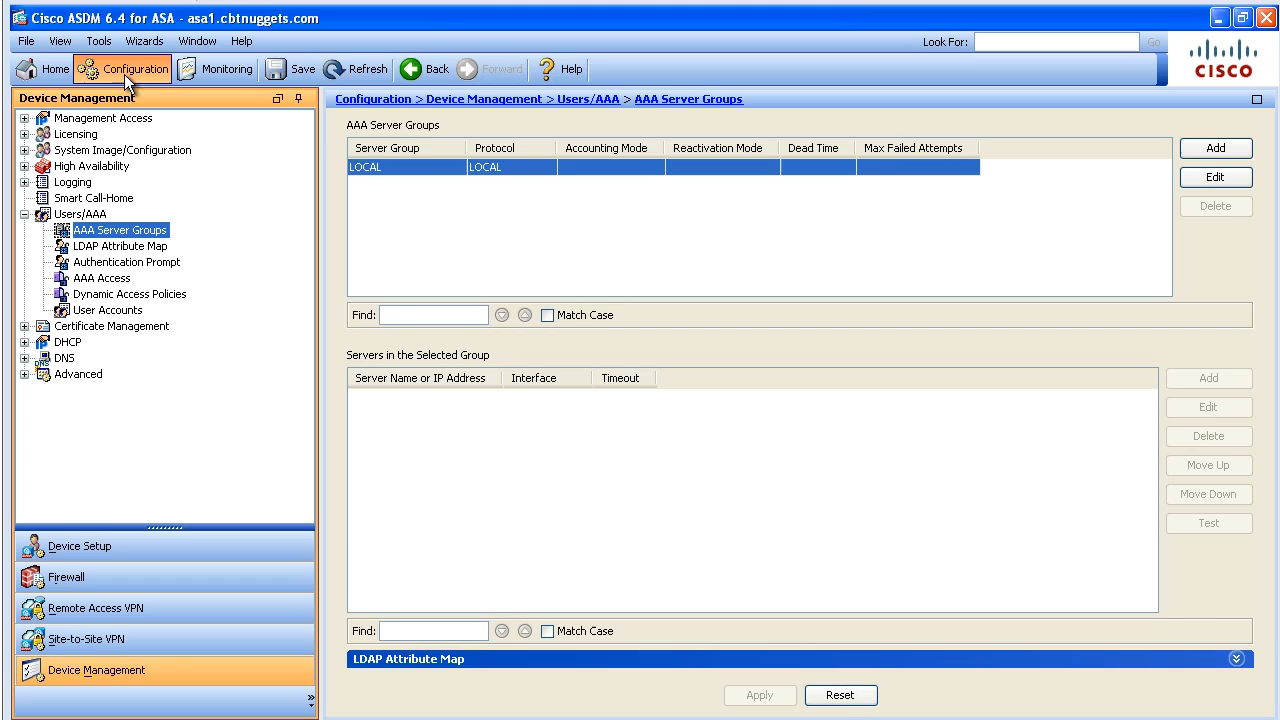 Cisco ASDM 6.4 for ASA - asa1.cbtnuggets.com
File View Tools Wizards Window Help Look For: Go
Home Configuration Monitoring Save Refresh Back Forward Help
CISCO
Device Management
Management Access
Licensing
System Image/Configuration
High Availability
Logging
Smart Call-Home
Users/AAA
AAA Server Groups
LDAP Attribute Map
Authentication Prompt
AAA Access
Dynamic Access Policies
User Accounts
Certificate Management
DHCP
DNS
Advanced
Device Setup
Firewall
Remote Access VPN
Site-to-Site VPN
Device Management
Configuration > Device Management > Users/AAA > AAA Server Groups
AAA Server Groups
Server Group Protocol Accounting Mode Reactivation Mode Dead Time Max Failed Attempts
LOCAL LOCAL
Add
Edit
Delete
Find: Match Case
Servers in the Selected Group
Server Name or IP Address Interface Timeout
Add
Edit
Delete
Move Up
Move Down
Test
Find: Match Case
LDAP Attribute Map
Apply Reset